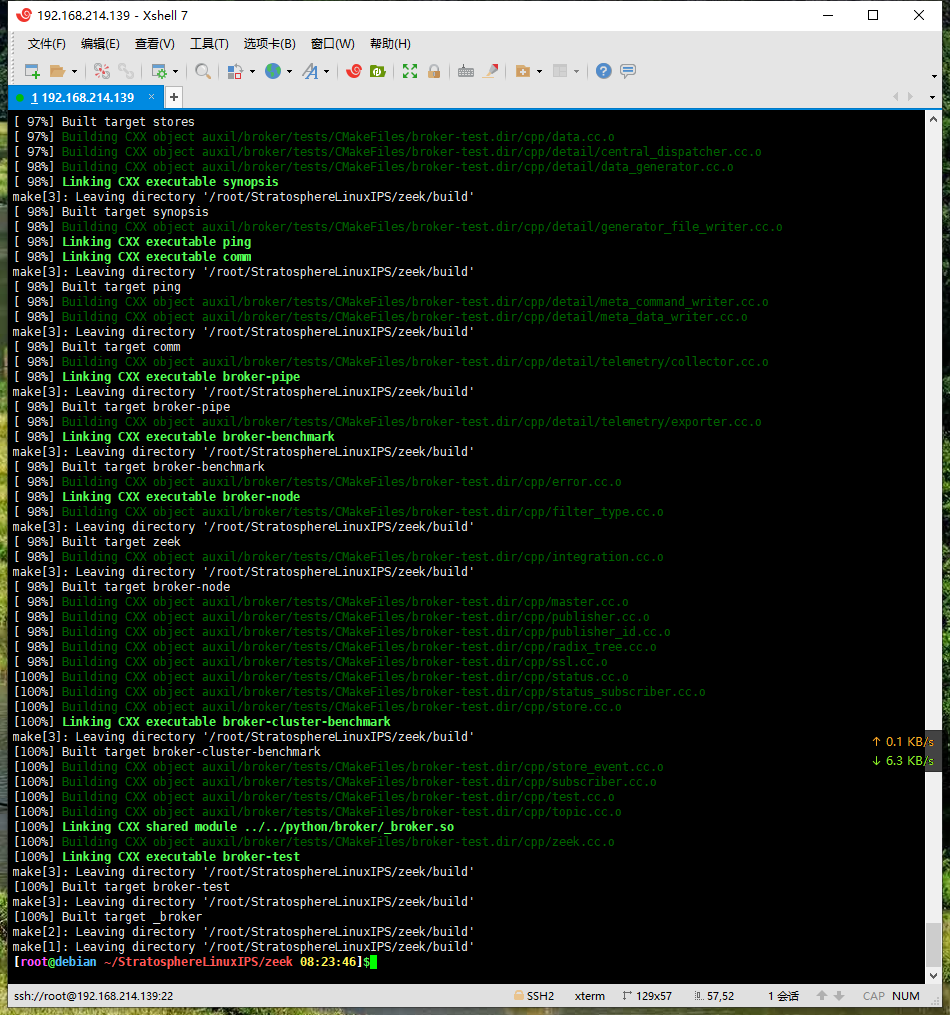 192.168.214.139 - Xshell 7
文件(F) 编辑(E) 查看(V) 工具(T) 选项卡(B) 窗口(W) 帮助(H)
1 192.168.214.139 × +
[ 97%] Built target stores
[ 97%] Building CXX object auxil/broker/tests/CMakeFiles/broker-test.dir/cpp/data.cc.o
[ 97%] Building CXX object auxil/broker/tests/CMakeFiles/broker-test.dir/cpp/detail/central_dispatcher.cc.o
[ 98%] Building CXX object auxil/broker/tests/CMakeFiles/broker-test.dir/cpp/detail/data_generator.cc.o
[ 98%] Linking CXX executable synopsis
make[3]: Leaving directory '/root/StratosphereLinuxIPS/zeek/build'
[ 98%] Built target synopsis
[ 98%] Building CXX object auxil/broker/tests/CMakeFiles/broker-test.dir/cpp/detail/generator_file_writer.cc.o
[ 98%] Linking CXX executable ping
[ 98%] Linking CXX executable comm
make[3]: Leaving directory '/root/StratosphereLinuxIPS/zeek/build'
[ 98%] Built target ping
[ 98%] Building CXX object auxil/broker/tests/CMakeFiles/broker-test.dir/cpp/detail/meta_command_writer.cc.o
[ 98%] Building CXX object auxil/broker/tests/CMakeFiles/broker-test.dir/cpp/detail/meta_data_writer.cc.o
make[3]: Leaving directory '/root/StratosphereLinuxIPS/zeek/build'
[ 98%] Built target comm
[ 98%] Building CXX object auxil/broker/tests/CMakeFiles/broker-test.dir/cpp/detail/telemetry/collector.cc.o
[ 98%] Linking CXX executable broker-pipe
make[3]: Leaving directory '/root/StratosphereLinuxIPS/zeek/build'
[ 98%] Built target broker-pipe
[ 98%] Building CXX object auxil/broker/tests/CMakeFiles/broker-test.dir/cpp/detail/telemetry/exporter.cc.o
[ 98%] Linking CXX executable broker-benchmark
make[3]: Leaving directory '/root/StratosphereLinuxIPS/zeek/build'
[ 98%] Built target broker-benchmark
[ 98%] Building CXX object auxil/broker/tests/CMakeFiles/broker-test.dir/cpp/error.cc.o
[ 98%] Linking CXX executable broker-node
[ 98%] Building CXX object auxil/broker/tests/CMakeFiles/broker-test.dir/cpp/filter_type.cc.o
make[3]: Leaving directory '/root/StratosphereLinuxIPS/zeek/build'
[ 98%] Built target zeek
[ 98%] Building CXX object auxil/broker/tests/CMakeFiles/broker-test.dir/cpp/integration.cc.o
make[3]: Leaving directory '/root/StratosphereLinuxIPS/zeek/build'
[ 98%] Built target broker-node
[ 98%] Building CXX object auxil/broker/tests/CMakeFiles/broker-test.dir/cpp/master.cc.o
[ 98%] Building CXX object auxil/broker/tests/CMakeFiles/broker-test.dir/cpp/publisher.cc.o
[ 98%] Building CXX object auxil/broker/tests/CMakeFiles/broker-test.dir/cpp/publisher_id.cc.o
[ 98%] Building CXX object auxil/broker/tests/CMakeFiles/broker-test.dir/cpp/radix_tree.cc.o
[ 98%] Building CXX object auxil/broker/tests/CMakeFiles/broker-test.dir/cpp/ssl.cc.o
[100%] Building CXX object auxil/broker/tests/CMakeFiles/broker-test.dir/cpp/status.cc.o
[100%] Building CXX object auxil/broker/tests/CMakeFiles/broker-test.dir/cpp/status_subscriber.cc.o
[100%] Building CXX object auxil/broker/tests/CMakeFiles/broker-test.dir/cpp/store.cc.o
[100%] Linking CXX executable broker-cluster-benchmark
make[3]: Leaving directory '/root/StratosphereLinuxIPS/zeek/build'
[100%] Built target broker-cluster-benchmark
[100%] Building CXX object auxil/broker/tests/CMakeFiles/broker-test.dir/cpp/store_event.cc.o
[100%] Building CXX object auxil/broker/tests/CMakeFiles/broker-test.dir/cpp/subscriber.cc.o
[100%] Building CXX object auxil/broker/tests/CMakeFiles/broker-test.dir/cpp/test.cc.o
[100%] Building CXX object auxil/broker/tests/CMakeFiles/broker-test.dir/cpp/topic.cc.o
[100%] Linking CXX shared module ../../python/broker/_broker.so
[100%] Building CXX object auxil/broker/tests/CMakeFiles/broker-test.dir/cpp/zeek.cc.o
[100%] Linking CXX executable broker-test
make[3]: Leaving directory '/root/StratosphereLinuxIPS/zeek/build'
[100%] Built target broker-test
make[3]: Leaving directory '/root/StratosphereLinuxIPS/zeek/build'
[100%] Built target _broker
make[2]: Leaving directory '/root/StratosphereLinuxIPS/zeek/build'
make[1]: Leaving directory '/root/StratosphereLinuxIPS/zeek/build'
[root@debian ~/StratosphereLinuxIPS/zeek 08:23:46]$
↑ 0.1 KB/s
↓ 6.3 KB/s
ssh://root@192.168.214.139:22 SSH2 xterm 129x57 57,52 1 会话 CAP NUM